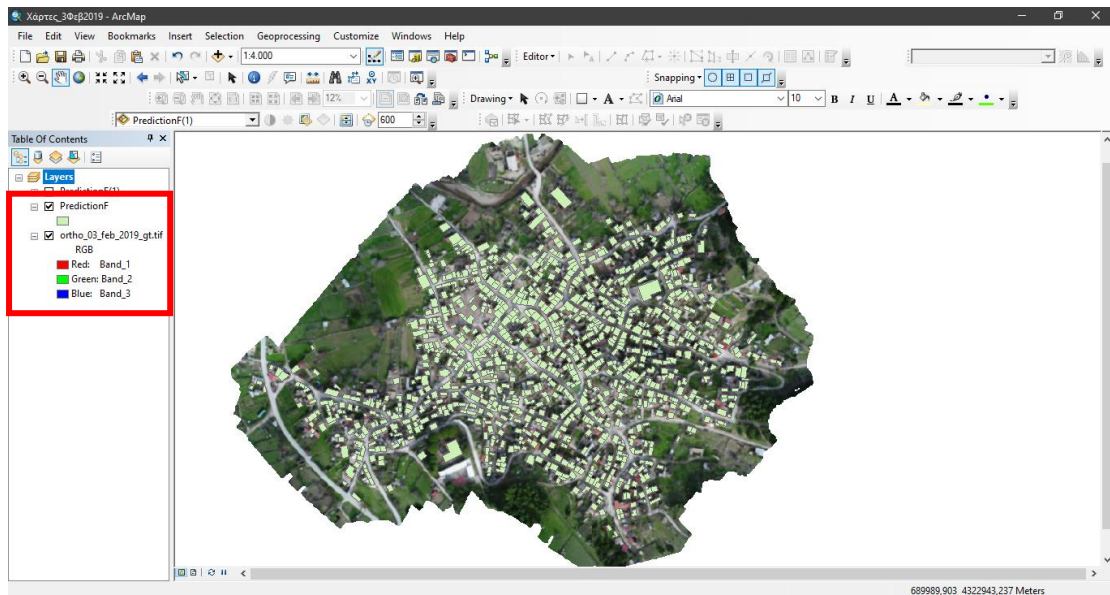 Χάρτες_3Φεβ2019 - ArcMap
File Edit View Bookmarks Insert Selection Geoprocessing Customize Windows Help
1:4.000 Editor
Snapping
12% Drawing A Arial 10 B I U A
PredictionF(1) 600
Table Of Contents
Layers
PredictionF(1)
PredictionF
ortho_03_feb_2019_gt.tif
RGB
Red: Band_1
Green: Band_2
Blue: Band_3
689989,903 4322943,237 Meters